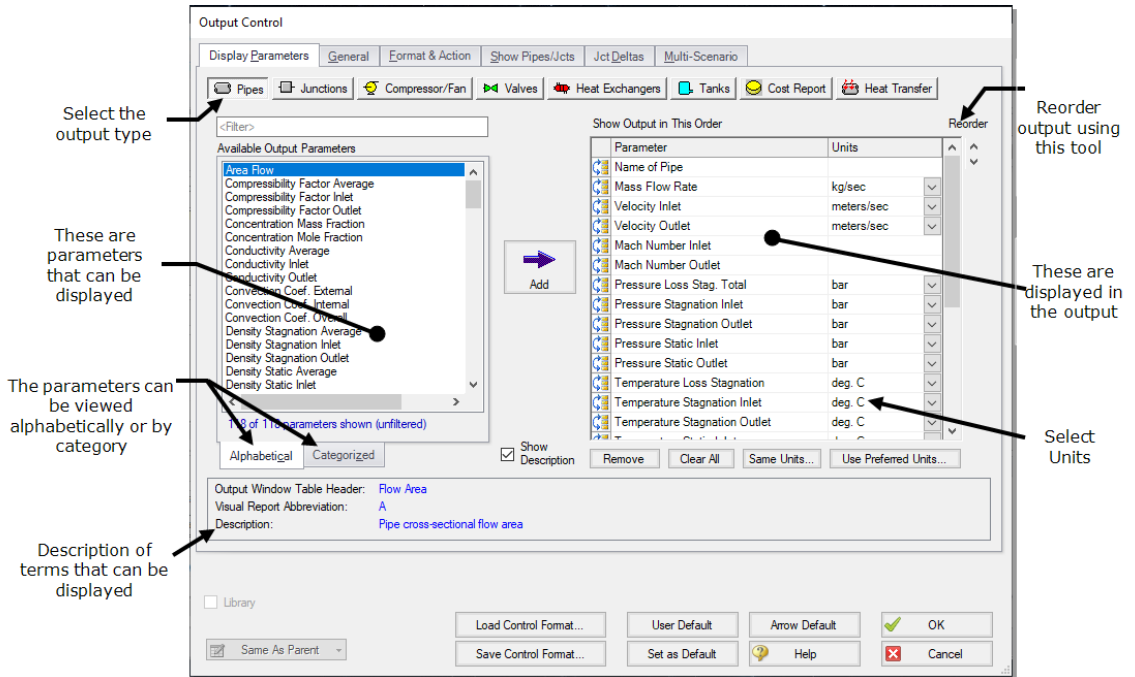 Output Control
Display Parameters
General
Format & Action
Show Pipes/Jcts
Jct Deltas
Multi-Scenario
Pipes
Junctions
Compressor/Fan
Valves
Heat Exchangers
Tanks
Cost Report
Heat Transfer
Select the
output type
<Filter>
Available Output Parameters
Area Flow
Compressibility Factor Average
Compressibility Factor Inlet
Compressibility Factor Outlet
Concentration Mass Fraction
Concentration Mole Fraction
Conductivity Average
Conductivity Inlet
Conductivity Outlet
Convection Coef. External
Convection Coef. Internal
Convection Coef. Overall
Density Stagnation Average
Density Stagnation Inlet
Density Stagnation Outlet
Density Static Average
Density Static Inlet
118 of 118 parameters shown (unfiltered)
Alphabetical
Categorized
These are
parameters
that can be
displayed
The parameters can
be viewed
alphabetically or by
category
Add
Show
Description
Show Output in This Order
Reorder
Parameter Units
Name of Pipe
Mass Flow Rate kg/sec
Velocity Inlet meters/sec
Velocity Outlet meters/sec
Mach Number Inlet
Mach Number Outlet
Pressure Loss Stag. Total bar
Pressure Stagnation Inlet bar
Pressure Stagnation Outlet bar
Pressure Static Inlet bar
Pressure Static Outlet bar
Temperature Loss Stagnation deg. C
Temperature Stagnation Inlet deg. C
Temperature Stagnation Outlet deg. C
Remove
Clear All
Same Units...
Use Preferred Units...
Reorder
output using
this tool
These are
displayed in
the output
Select
Units
Output Window Table Header: Flow Area
Visual Report Abbreviation: A
Description: Pipe cross-sectional flow area
Description of
terms that can be
displayed
Library
Same As Parent
Load Control Format...
User Default
Arrow Default
OK
Save Control Format...
Set as Default
Help
Cancel